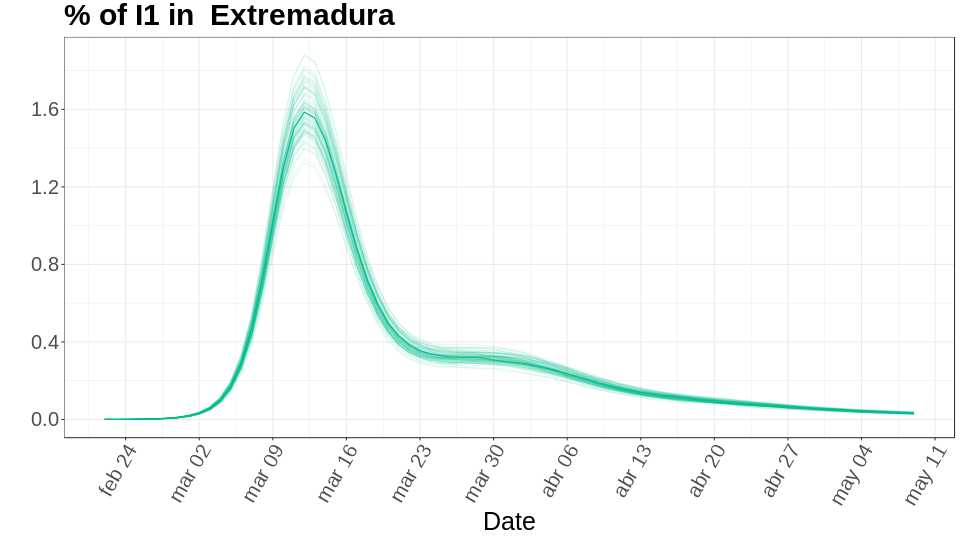 % of I1 in  Extremadura
1.6
1.2
0.8
0.4
0.0
feb 24
mar 02
mar 09
mar 16
mar 23
mar 30
abr 06
abr 13
abr 20
abr 27
may 04
may 11
Date